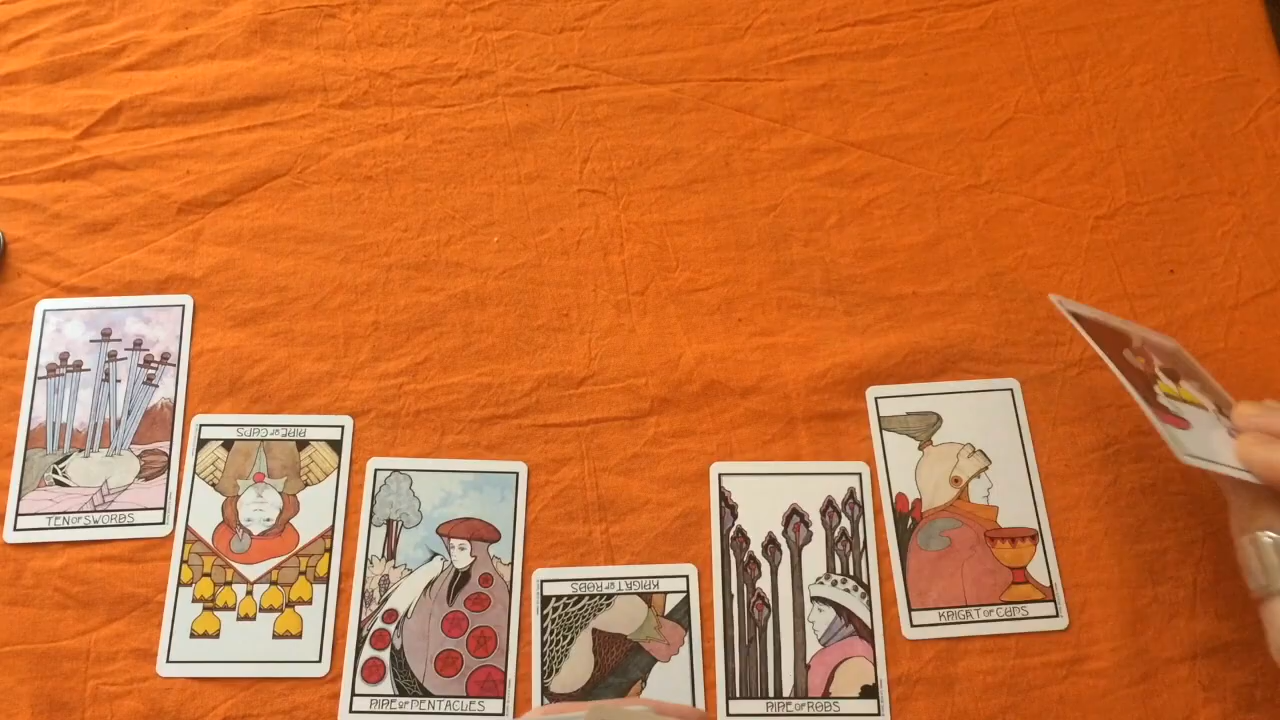 TEN OF SWORDS
NINE OF CUPS
NINE OF PENTACLES
KNIGHT OF RODS
NINE OF RODS
KNIGHT OF CUPS